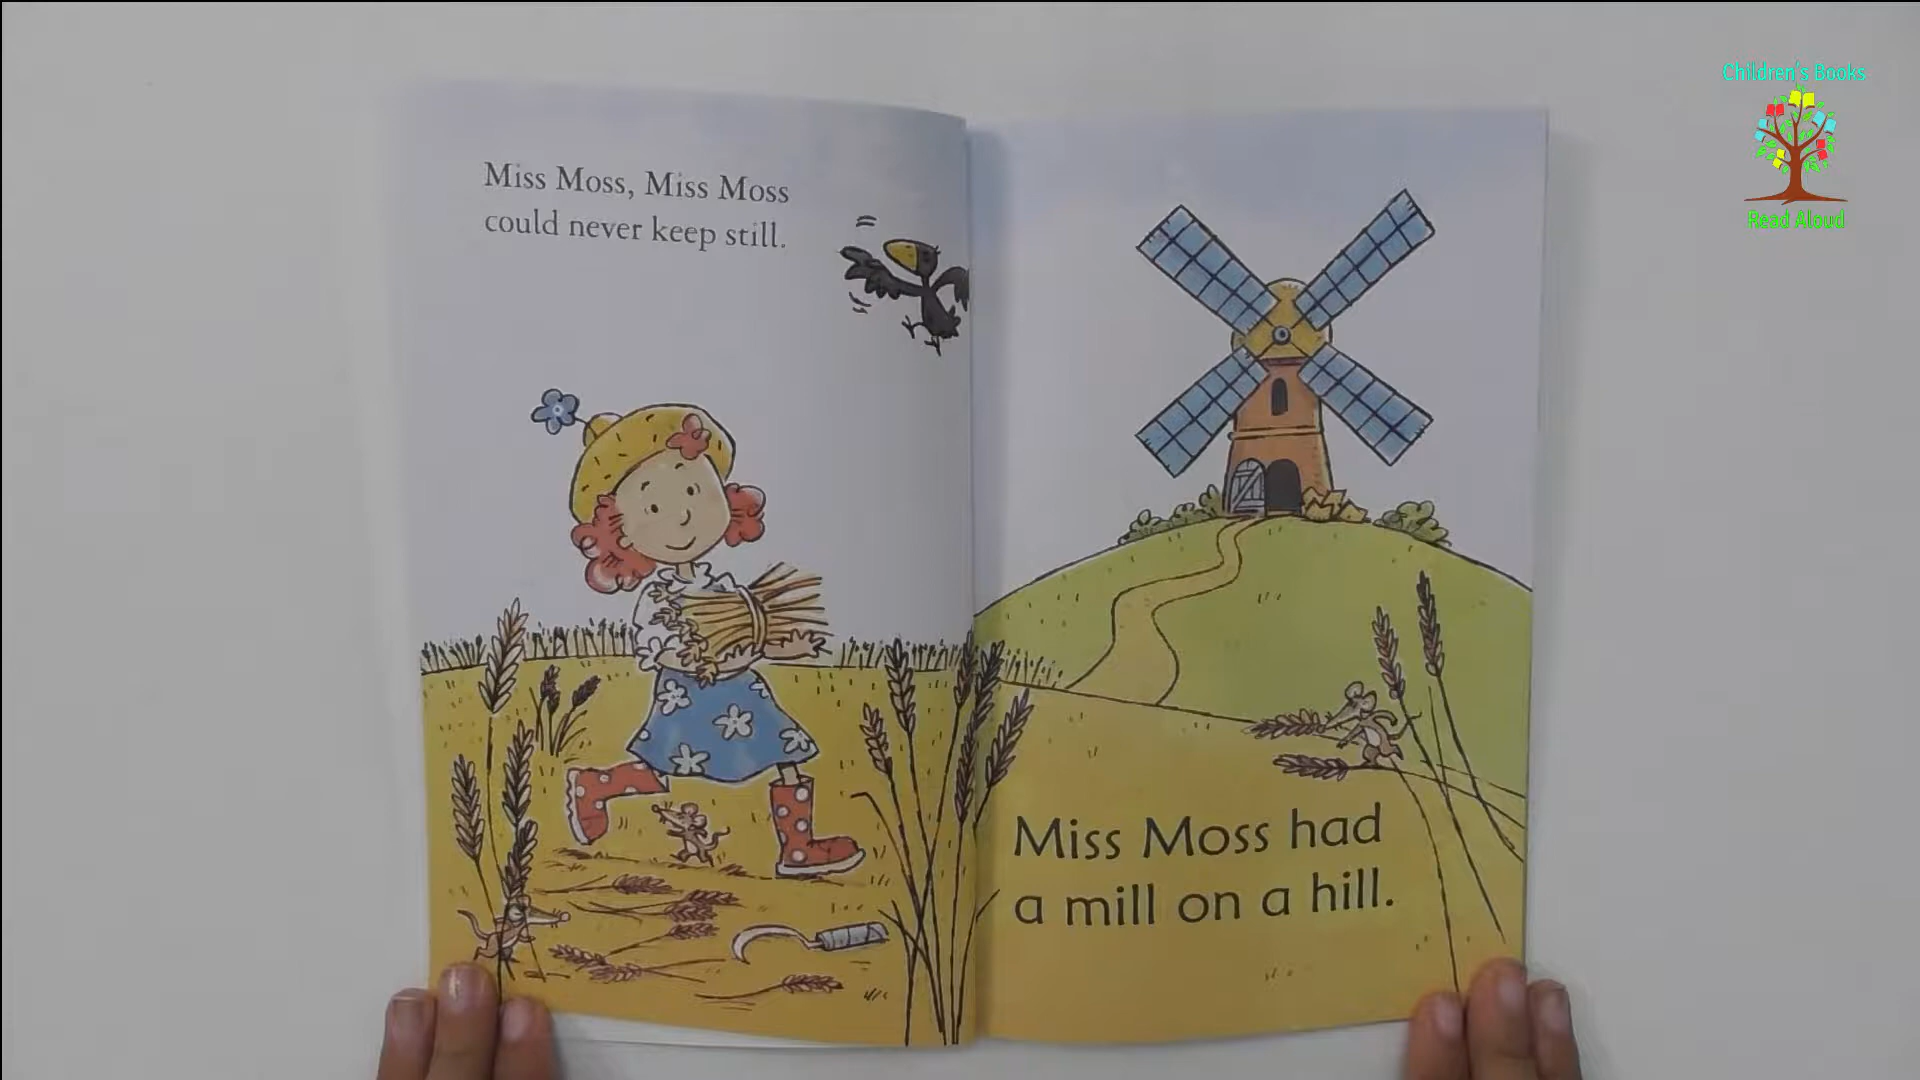 Miss Moss, Miss Moss
could never keep still.
Miss Moss had
a mill on a hill.
Children's Books
Read Aloud